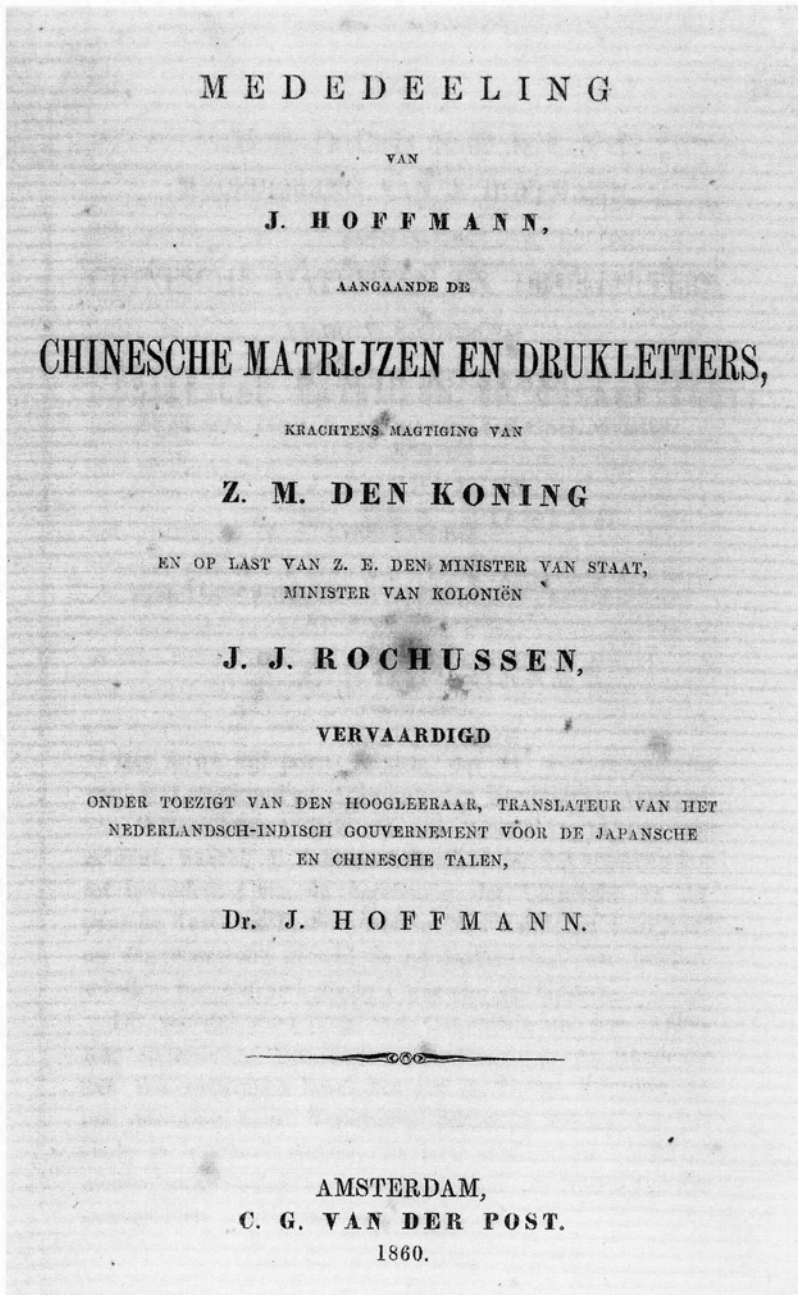 MEDEDEELING
VAN
J. HOFFMANN,
AANGAANDE DE
CHINESCHE MATRIJZEN EN DRUKLETTERS,
KRACHTENS MAGTIGING VAN
Z. M. DEN KONING
EN OP LAST VAN Z. E. DEN MINISTER VAN STAAT,
MINISTER VAN KOLONIËN
J. J. ROCHUSSEN,
VERVAARDIGD
ONDER TOEZIGT VAN DEN HOOGLEERAAR, TRANSLATEUR VAN HET
NEDERLANDSCH-INDISCH GOUVERNEMENT VOOR DE JAPANSCHE
EN CHINESCHE TALEN,
Dr. J. HOFFMANN.
AMSTERDAM,
C. G. VAN DER POST.
1860.